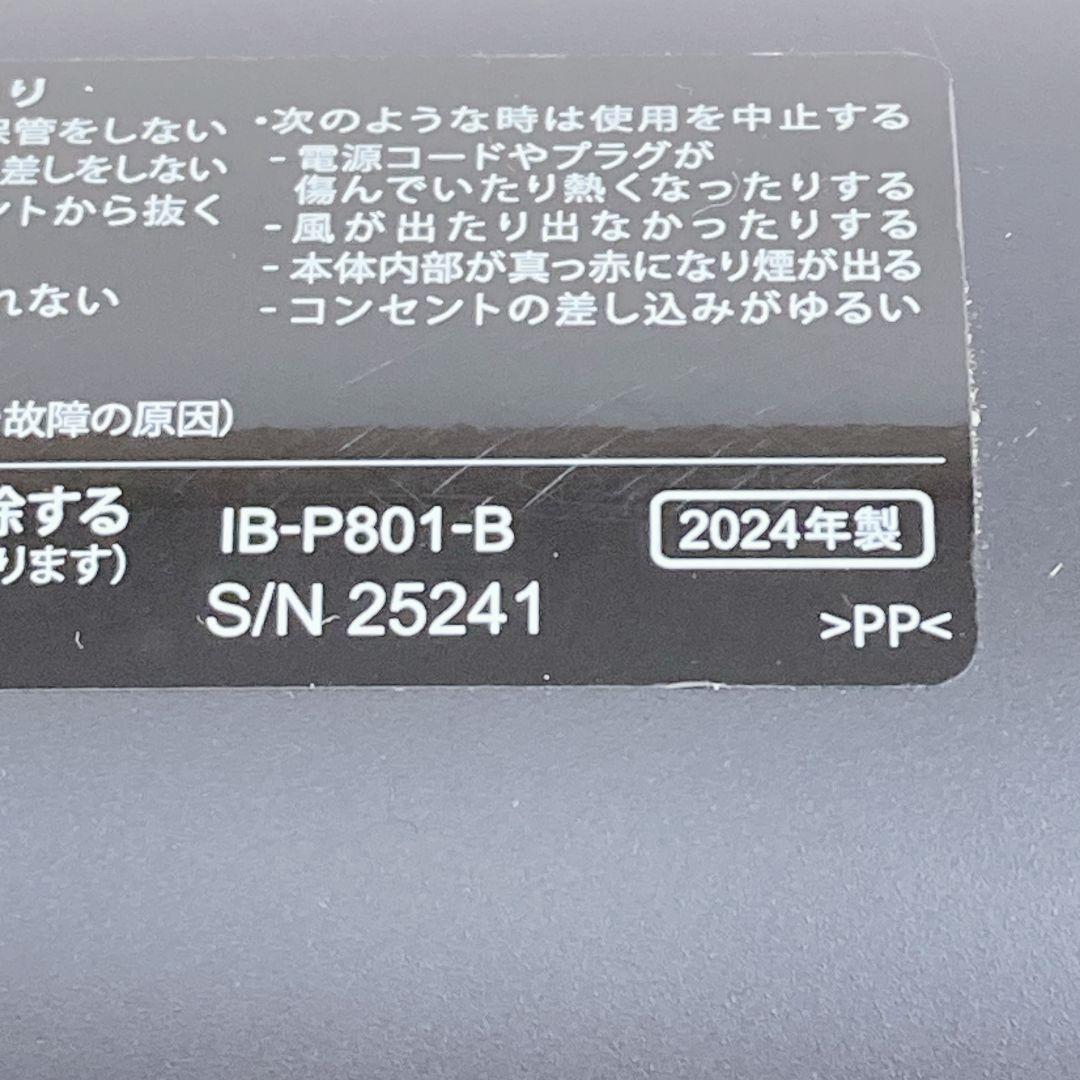 り
保管をしない
差しをしない
ントから抜く
れない
故障の原因）
・次のような時は使用を中止する
- 電源コードやプラグが
傷んでいたり熱くなったりする
- 風が出たり出なかったりする
- 本体内部が真っ赤になり煙が出る
- コンセントの差し込みがゆるい
除する
ります）
IB-P801-B
S/N 25241
2024年製
>PP<